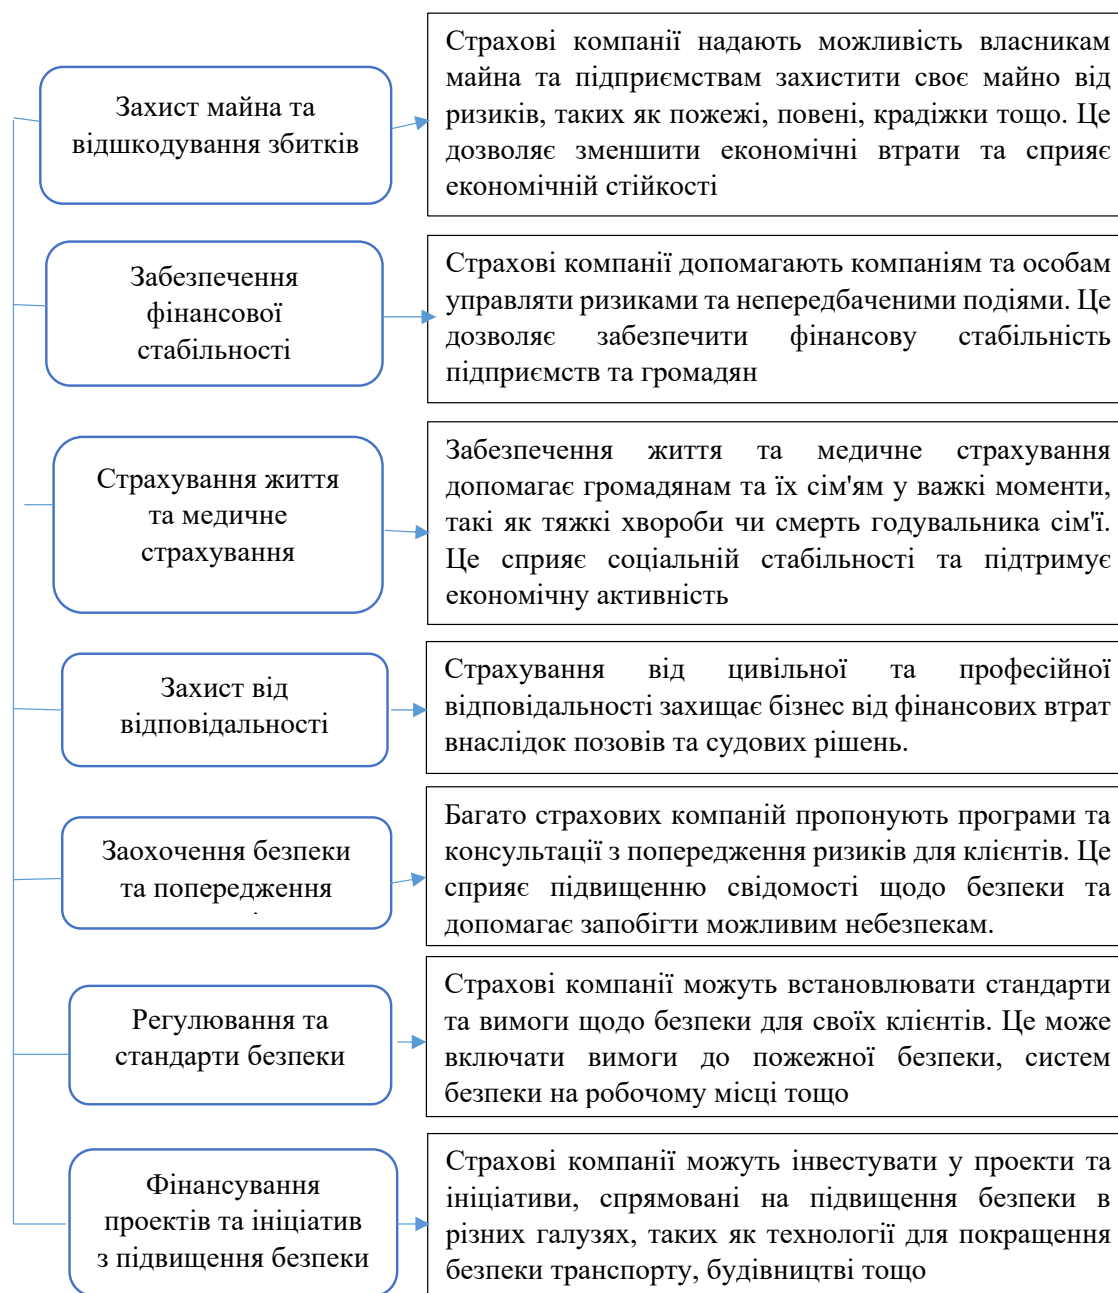 Захист майна та
відшкодування збитків
Страхові компанії надають можливість власникам
майна та підприємствам захистити своє майно від
ризиків, таких як пожежі, повені, крадіжки тощо. Це
дозволяє зменшити економічні втрати та сприяє
економічній стійкості
Забезпечення
фінансової
стабільності
Страхові компанії допомагають компаніям та особам
управляти ризиками та непередбаченими подіями. Це
дозволяє забезпечити фінансову стабільність
підприємств та громадян
Страхування життя
та медичне
страхування
Забезпечення життя та медичне страхування
допомагає громадянам та їх сім'ям у важкі моменти,
такі як тяжкі хвороби чи смерть годувальника сім'ї.
Це сприяє соціальній стабільності та підтримує
економічну активність
Захист від
відповідальності
Страхування від цивільної та професійної
відповідальності захищає бізнес від фінансових втрат
внаслідок позовів та судових рішень.
Заохочення безпеки
та попередження
Багато страхових компаній пропонують програми та
консультації з попередження ризиків для клієнтів. Це
сприяє підвищенню свідомості щодо безпеки та
допомагає запобігти можливим небезпекам.
Регулювання та
стандарти безпеки
Страхові компанії можуть встановлювати стандарти
та вимоги щодо безпеки для своїх клієнтів. Це може
включати вимоги до пожежної безпеки, систем
безпеки на робочому місці тощо
Фінансування
проектів та ініціатив
з підвищення безпеки
Страхові компанії можуть інвестувати у проекти та
ініціативи, спрямовані на підвищення безпеки в
різних галузях, таких як технології для покращення
безпеки транспорту, будівництві тощо